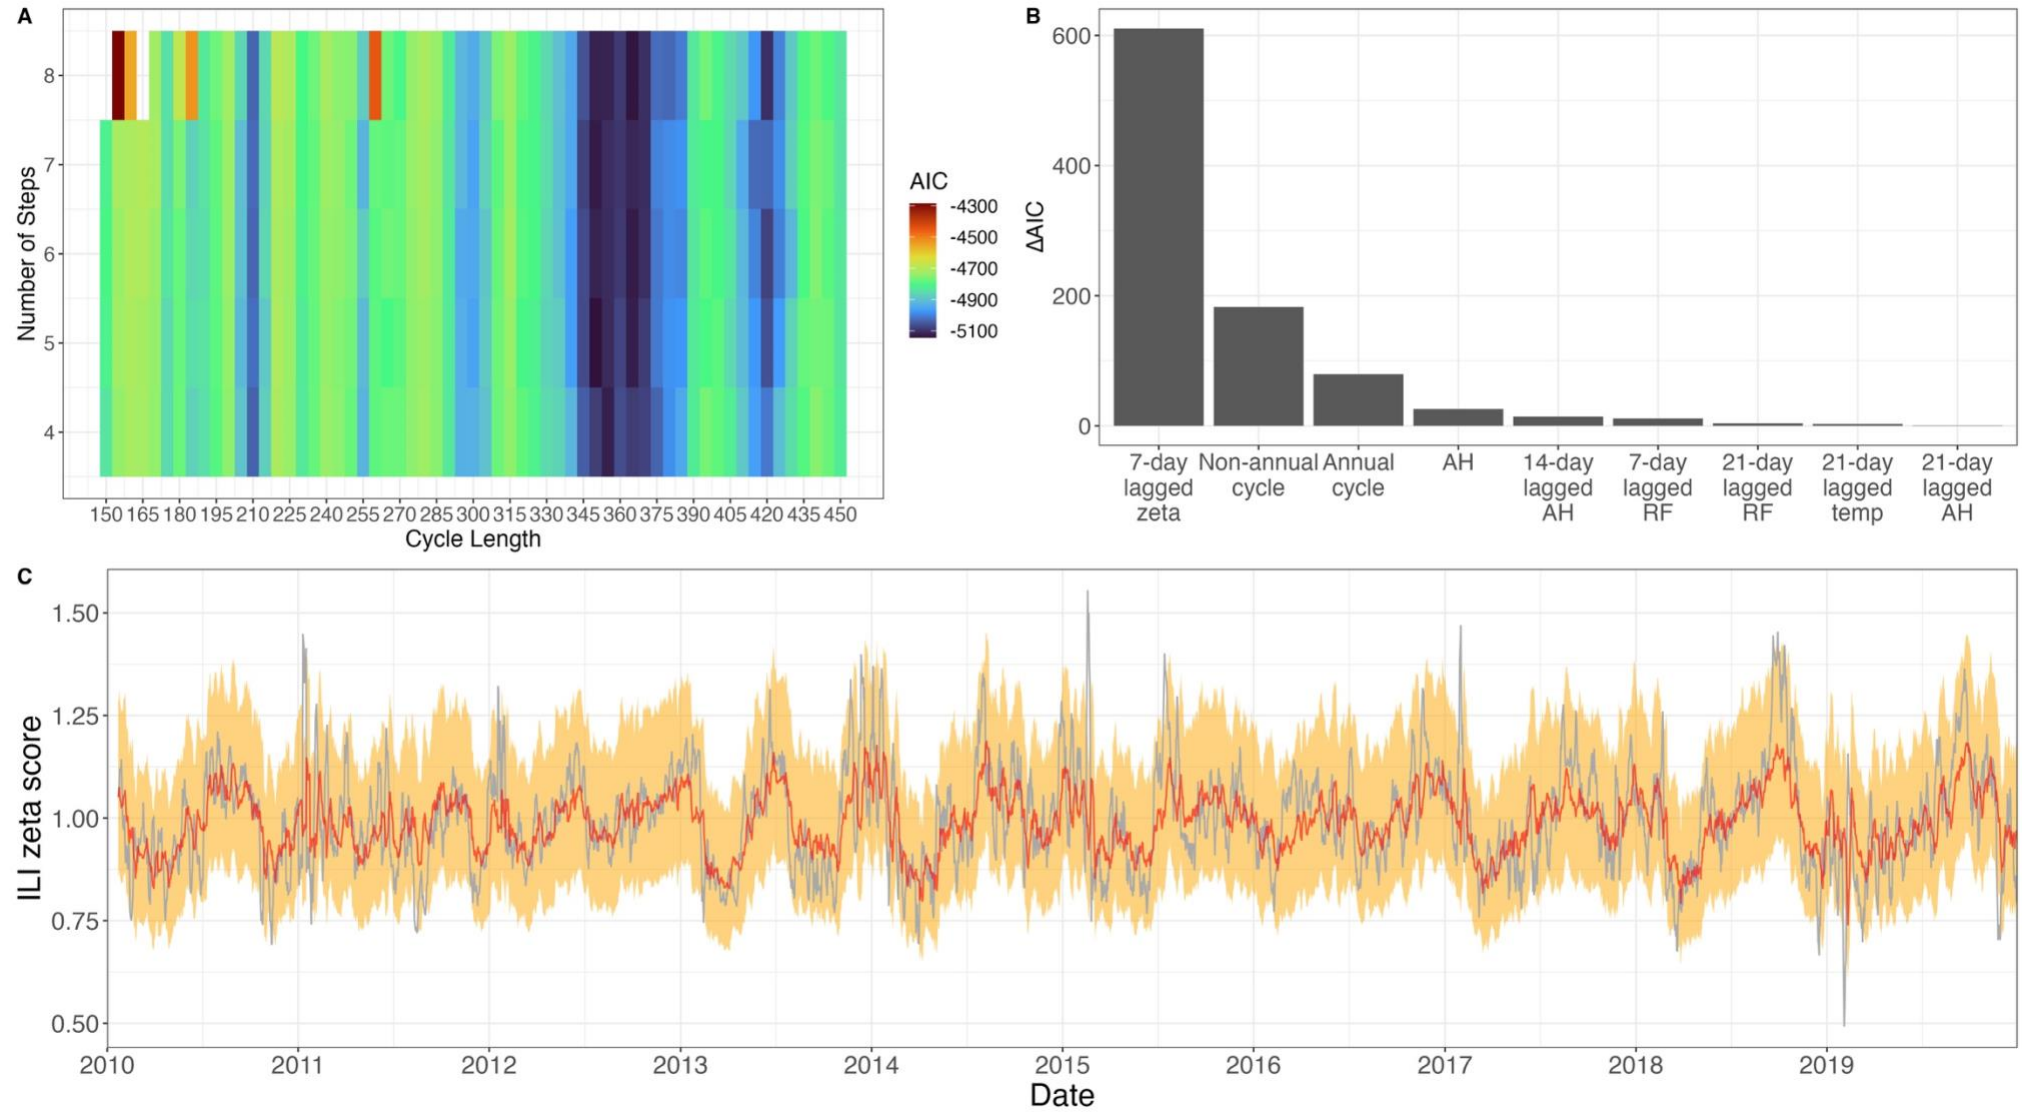 A
Number of Steps
8
7
6
5
4
150 165 180 195 210 225 240 255 270 285 300 315 330 345 360 375 390 405 420 435 450
Cycle Length
AIC
-4300
-4500
-4700
-4900
-5100
B
ΔAIC
600
400
200
0
7-day Non-annual Annual AH 14-day 7-day 21-day 21-day 21-day
lagged cycle cycle lagged lagged lagged lagged lagged
zeta AH RF RF temp AH
C
ILI zeta score
1.50
1.25
1.00
0.75
0.50
2010 2011 2012 2013 2014 2015 2016 2017 2018 2019
Date